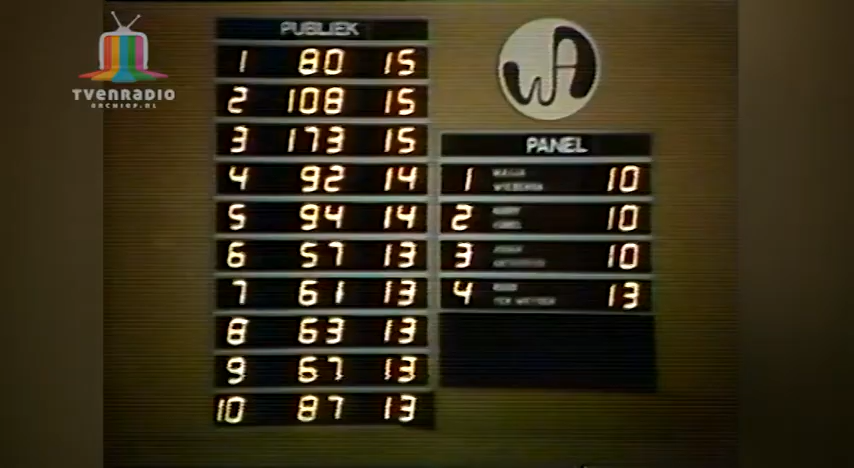 TVENRADIO
ARCHIEF.NL
WA
PUBLIEK
1 80 15
2 108 15
3 173 15
4 92 14
5 94 14
6 57 13
7 61 13
8 63 13
9 67 13
10 87 13
PANEL
1 10
WIEBENGA
2 10
3 10
4 13